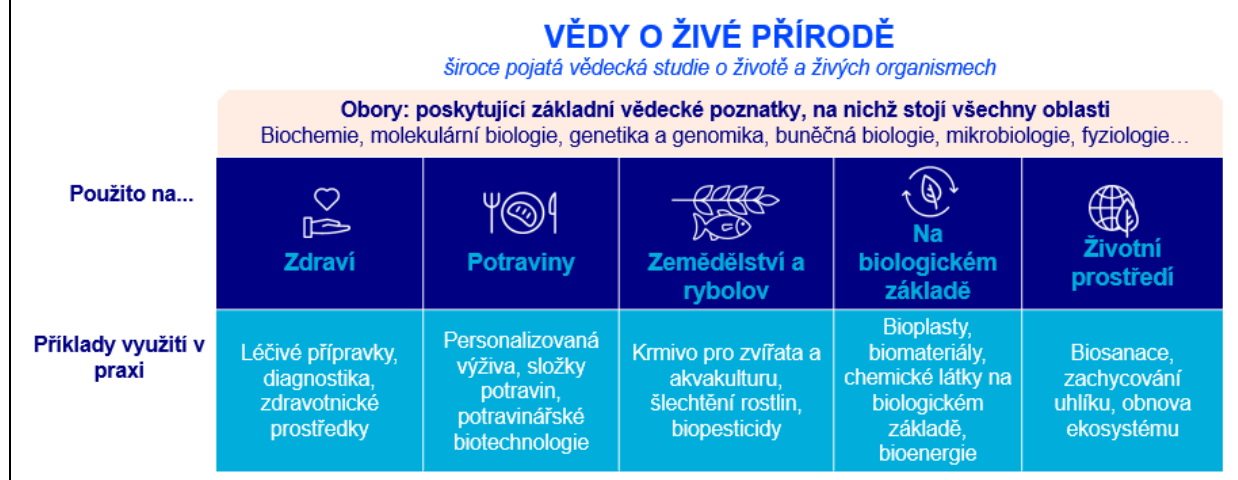 VĚDY O ŽIVÉ PŘÍRODĚ
široce pojatá vědecká studie o životě a živých organismech
Obory: poskytující základní vědecké poznatky, na nichž stojí všechny oblasti
Biochemie, molekulární biologie, genetika a genomika, buněčná biologie, mikrobiologie, fyziologie…
Použito na...
Zdraví
Potraviny
Zemědělství a
rybolov
Na
biologickém
základě
Životní
prostředí
Příklady využití v
praxi
Léčivé přípravky,
diagnostika,
zdravotnické
prostředky
Personalizovaná
výživa, složky
potravin,
potravinářské
biotechnologie
Krmivo pro zvířata a
akvakulturu,
šlechtění rostlin,
biopesticidy
Bioplasty,
biomateriály,
chemické látky na
biologickém
základě,
bioenergie
Biosanace,
zachycování
uhlíku, obnova
ekosystému